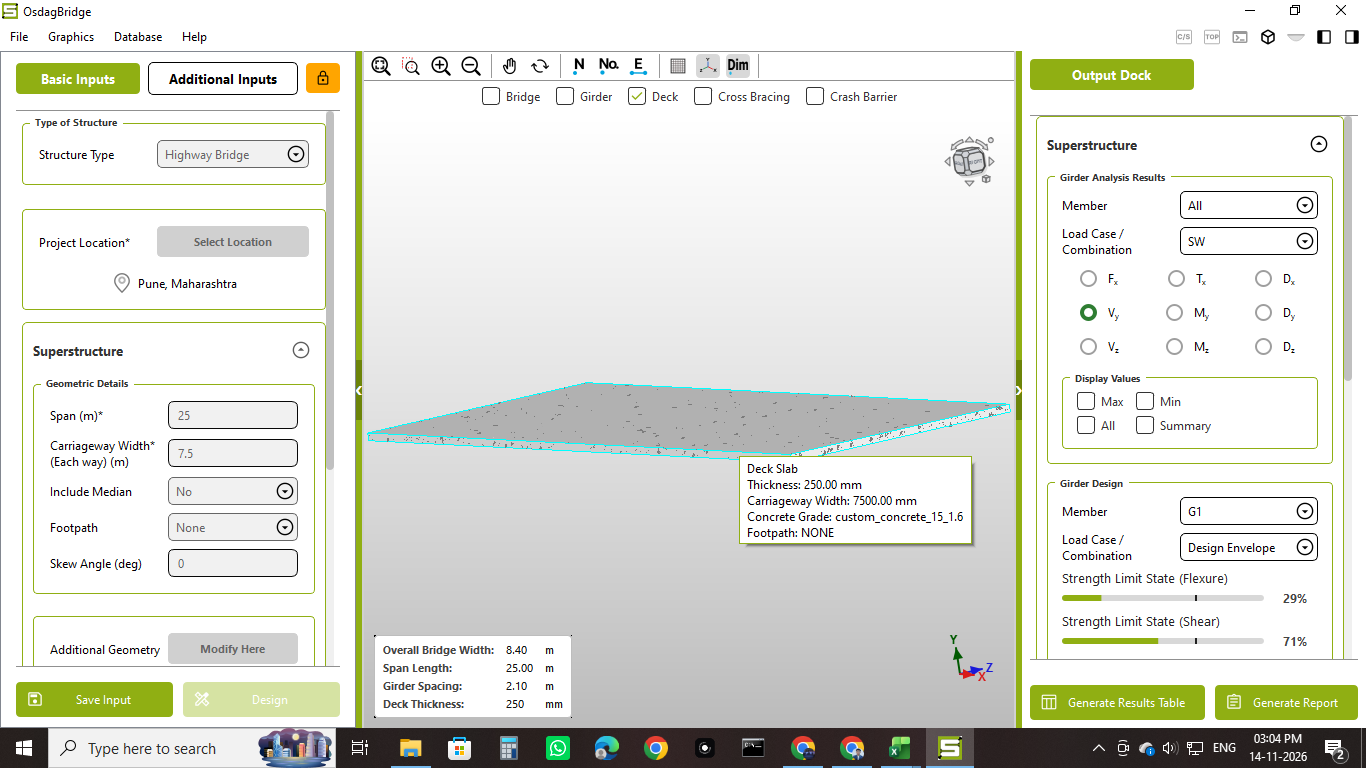 OsdagBridge
File Graphics Database Help
C/S TOP
Basic Inputs Additional Inputs
Type of Structure
Structure Type Highway Bridge
Project Location* Select Location
Pune, Maharashtra
Superstructure
Geometric Details
Span (m)* 25
Carriageway Width*
(Each way) (m) 7.5
Include Median No
Footpath None
Skew Angle (deg) 0
Additional Geometry Modify Here
Save Input Design
N No. E Dim
Bridge Girder Deck Cross Bracing Crash Barrier
Deck Slab
Thickness: 250.00 mm
Carriageway Width: 7500.00 mm
Concrete Grade: custom_concrete_15_1.6
Footpath: NONE
Overall Bridge Width: 8.40 m
Span Length: 25.00 m
Girder Spacing: 2.10 m
Deck Thickness: 250 mm
Y
Z
X
Output Dock
Superstructure
Girder Analysis Results
Member All
Load Case /
Combination SW
Fx Tx Dx
Vy My Dy
Vz Mz Dz
Display Values
Max Min
All Summary
Girder Design
Member G1
Load Case /
Combination Design Envelope
Strength Limit State (Flexure)
29%
Strength Limit State (Shear)
71%
Generate Results Table Generate Report
Type here to search
ENG
03:04 PM
14-11-2026
2